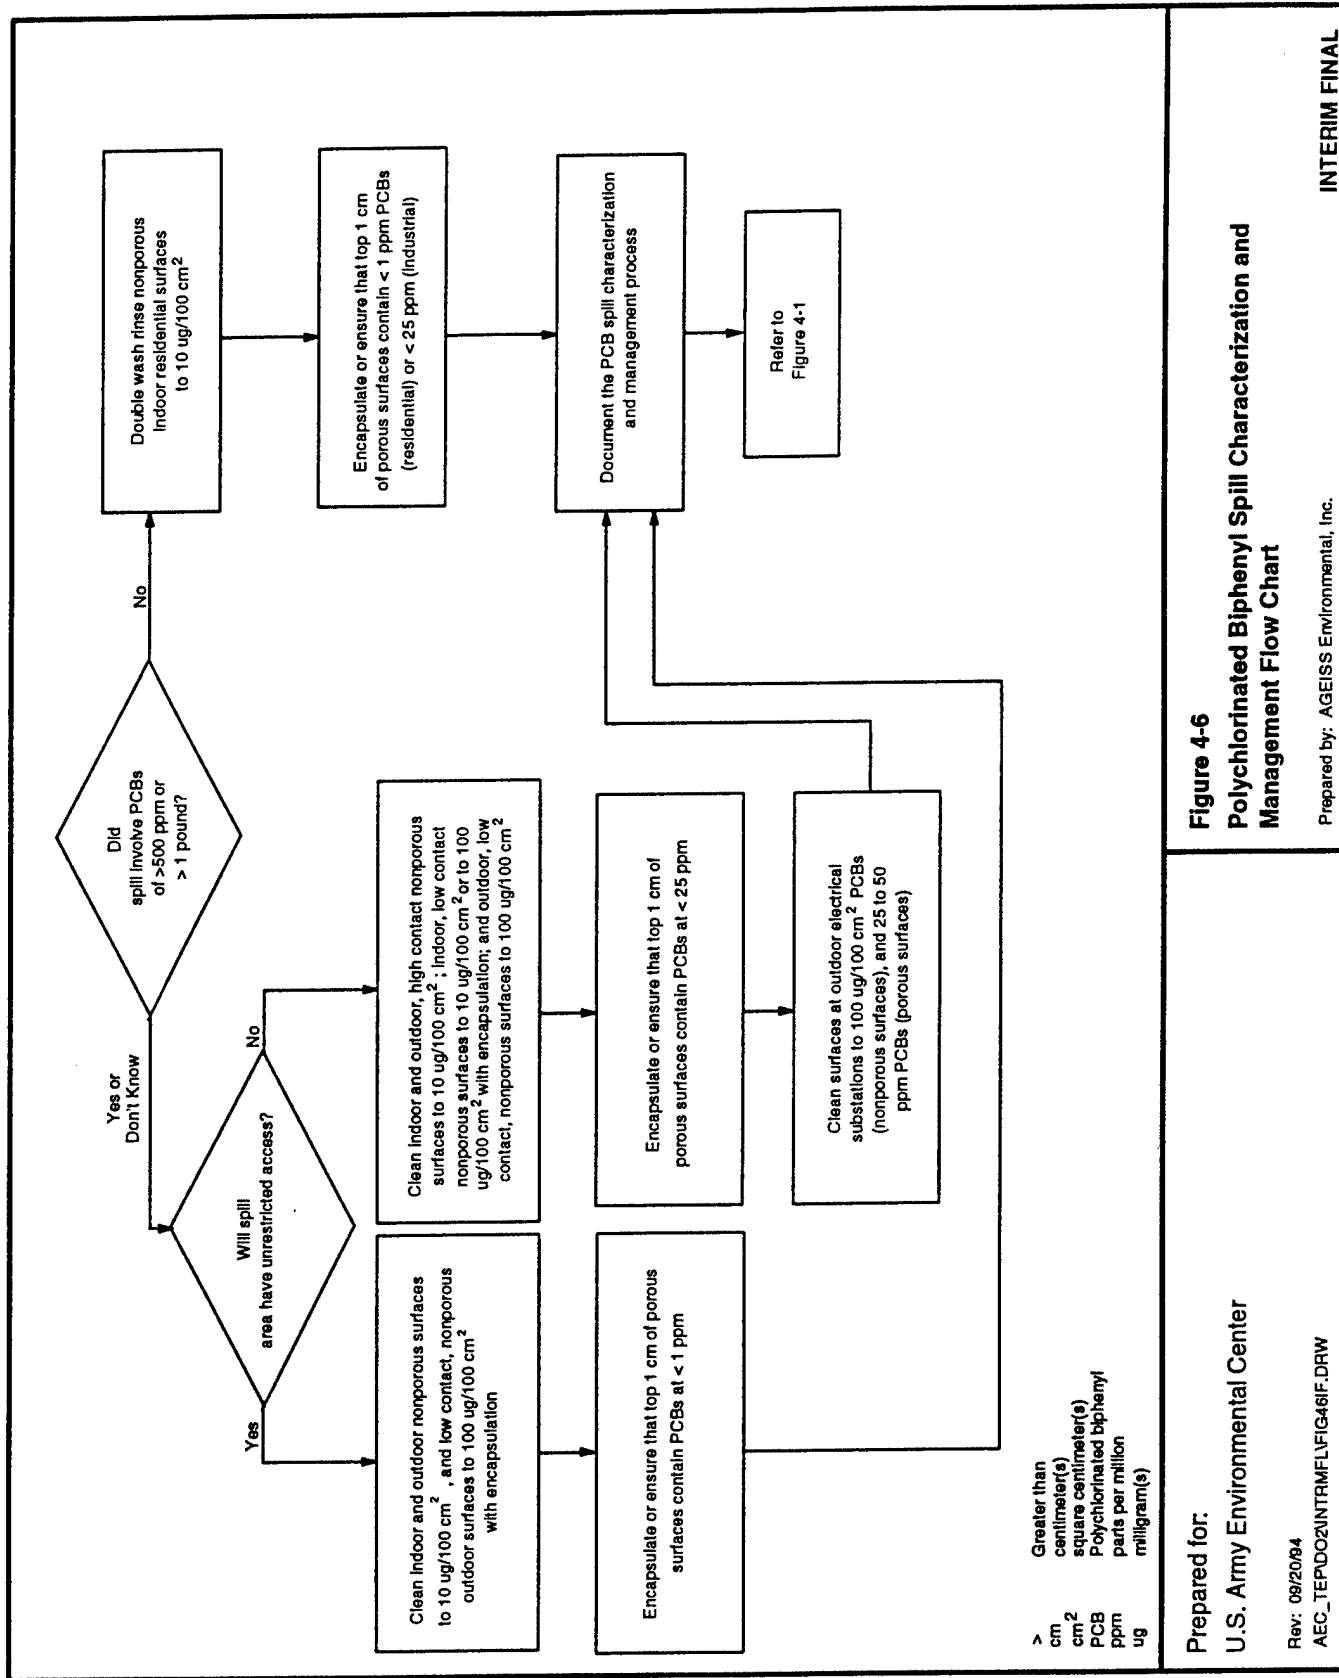 Did
spill involve PCBs
of >500 ppm or
> 1 pound?
No
Yes or
Don't Know
Double wash rinse nonporous
indoor residential surfaces
to 10 ug/100 cm²
Encapsulate or ensure that top 1 cm
of porous surfaces contain < 1 ppm PCBs
(residential) or < 25 ppm (industrial)
Will spill
area have unrestricted access?
Yes
No
Clean indoor and outdoor nonporous surfaces
to 10 ug/100 cm² , and low contact, nonporous
outdoor surfaces to 100 ug/100 cm²
with encapsulation
Clean indoor and outdoor, high contact nonporous
surfaces to 10 ug/100 cm² ; indoor, low contact
nonporous surfaces to 10 ug/100 cm² or to 100
ug/100 cm² with encapsulation; and outdoor, low
contact, nonporous surfaces to 100 ug/100 cm²
Encapsulate or ensure that top 1 cm of porous
surfaces contain PCBs at < 1 ppm
Encapsulate or ensure that top 1 cm of
porous surfaces contain PCBs at < 25 ppm
Clean surfaces at outdoor electrical
substations to 100 ug/100 cm² PCBs
(nonporous surfaces), and 25 to 50
ppm PCBs (porous surfaces)
Document the PCB spill characterization
and management process
Refer to
Figure 4-1
> Greater than
cm centimeter(s)
cm² square centimeter(s)
PCB Polychlorinated biphenyl
ppm parts per million
ug milligram(s)
Prepared for:
U.S. Army Environmental Center
Rev: 09/20/94
AEC_TEP\DO2\INTRMFL\FIG46IF.DRW
Figure 4-6
Polychlorinated Biphenyl Spill Characterization and
Management Flow Chart
Prepared by: AGEISS Environmental, Inc.
INTERIM FINAL